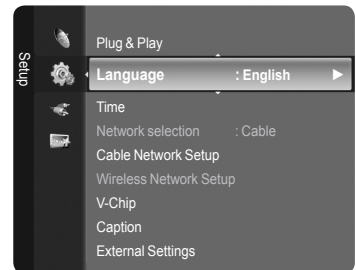 Setup
Plug & Play
Language : English
Time
Network selection : Cable
Cable Network Setup
Wireless Network Setup
V-Chip
Caption
External Settings